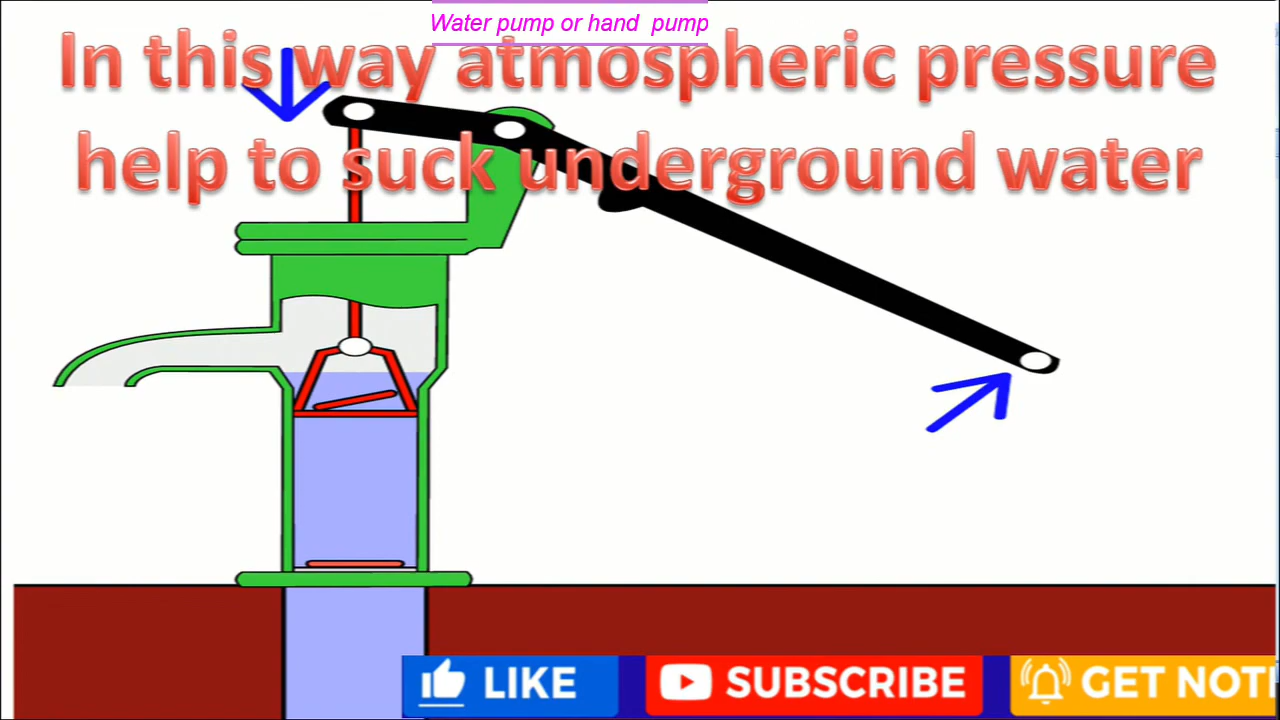 Water pump or hand pump
In this way atmospheric pressure
help to suck underground water
LIKE
SUBSCRIBE
GET NOTI